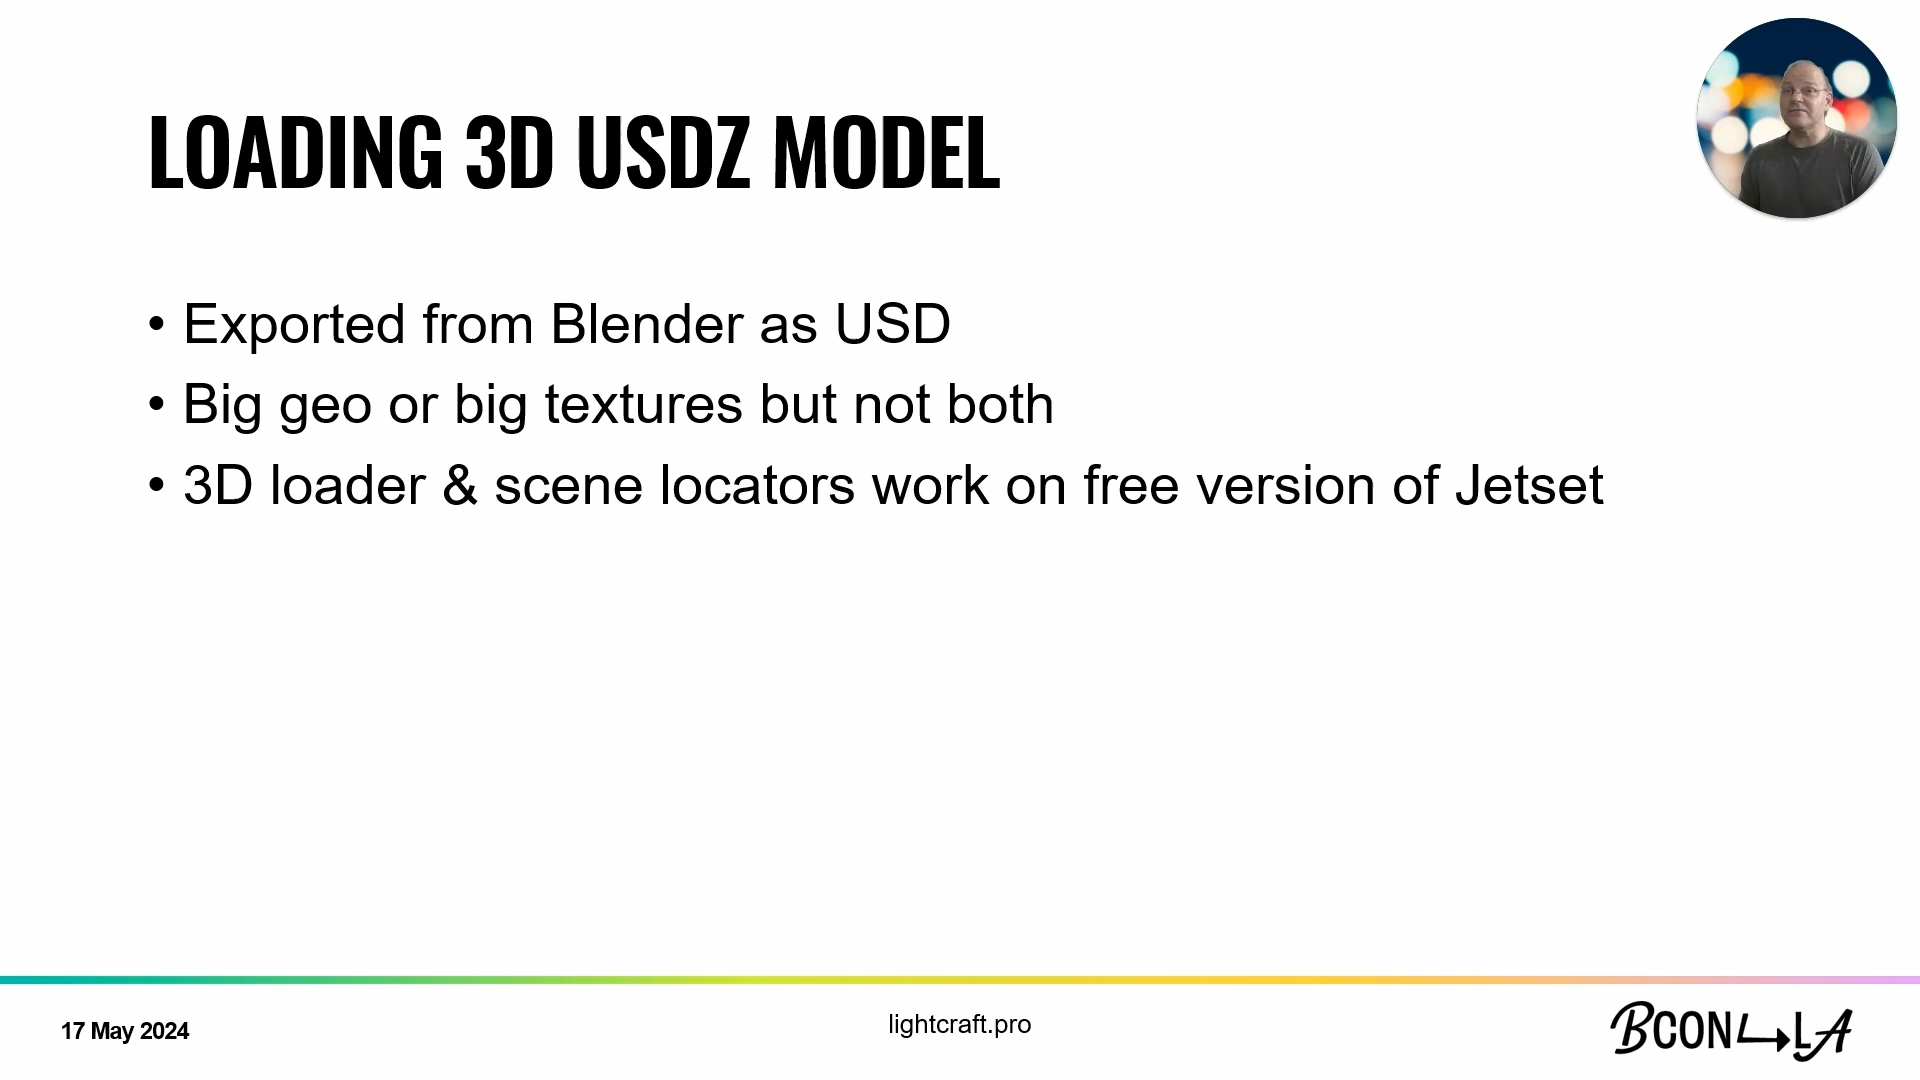 LOADING 3D USDZ MODEL
• Exported from Blender as USD
• Big geo or big textures but not both
• 3D loader & scene locators work on free version of Jetset
17 May 2024
lightcraft.pro
BCON LA